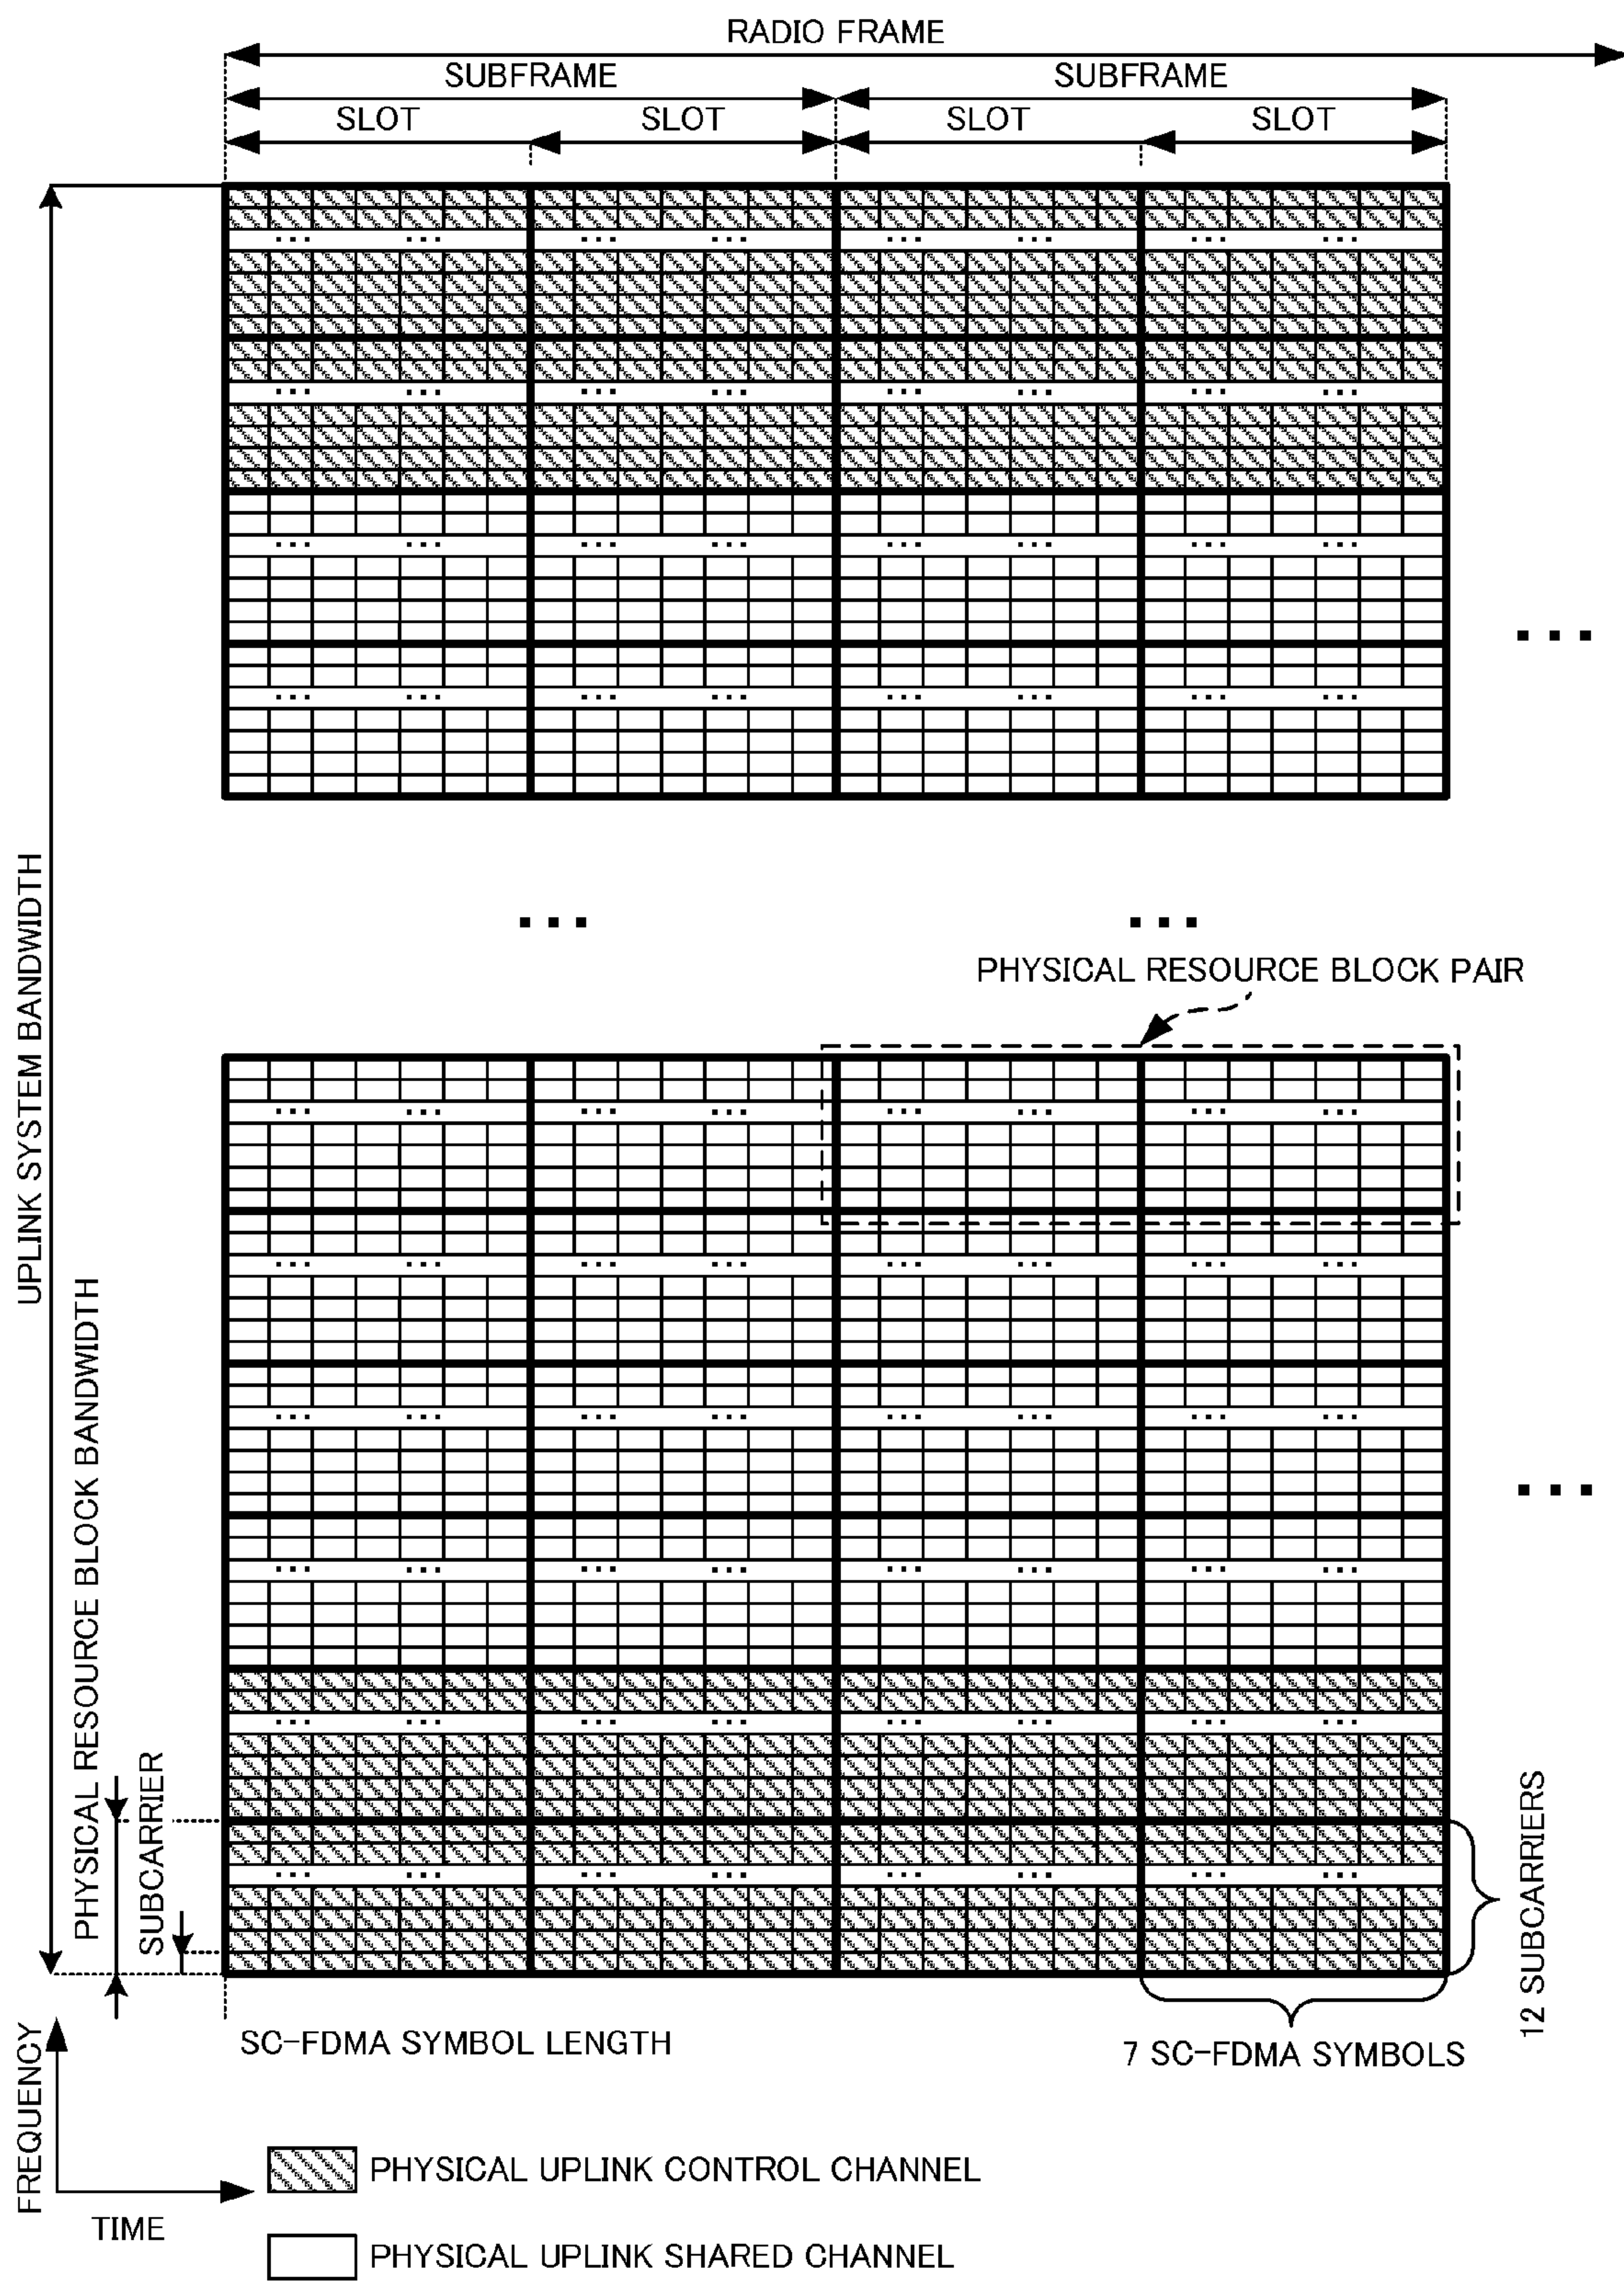 RADIO FRAME
SUBFRAME
SUBFRAME
SLOT
SLOT
SLOT
SLOT
UPLINK SYSTEM BANDWIDTH
PHYSICAL RESOURCE BLOCK PAIR
PHYSICAL RESOURCE BLOCK BANDWIDTH
SUBCARRIER
12 SUBCARRIERS
SC-FDMA SYMBOL LENGTH
7 SC-FDMA SYMBOLS
FREQUENCY
TIME
PHYSICAL UPLINK CONTROL CHANNEL
PHYSICAL UPLINK SHARED CHANNEL